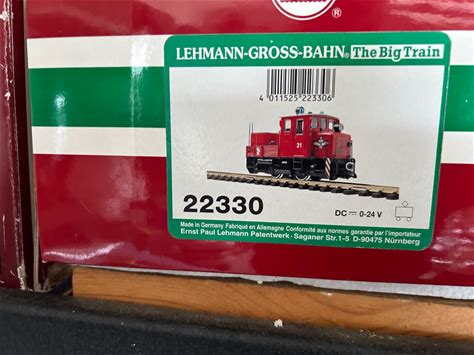 LEHMANN-GROSS-BAHN® The Big Train
4 011525 223306
21
22330
DC 0-24 V
Made in Germany Fabriqué en Allemagne Conformité aux normes garantie par l'importateur
Ernst Paul Lehmann Patentwerk - Saganer Str.1-5 D-90475 Nürnberg